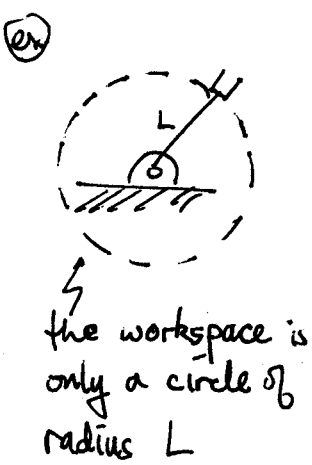 ex
L
the workspace is
only a circle of
radius L